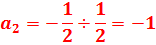 a₂ = −1/2 ÷ 1/2 = −1